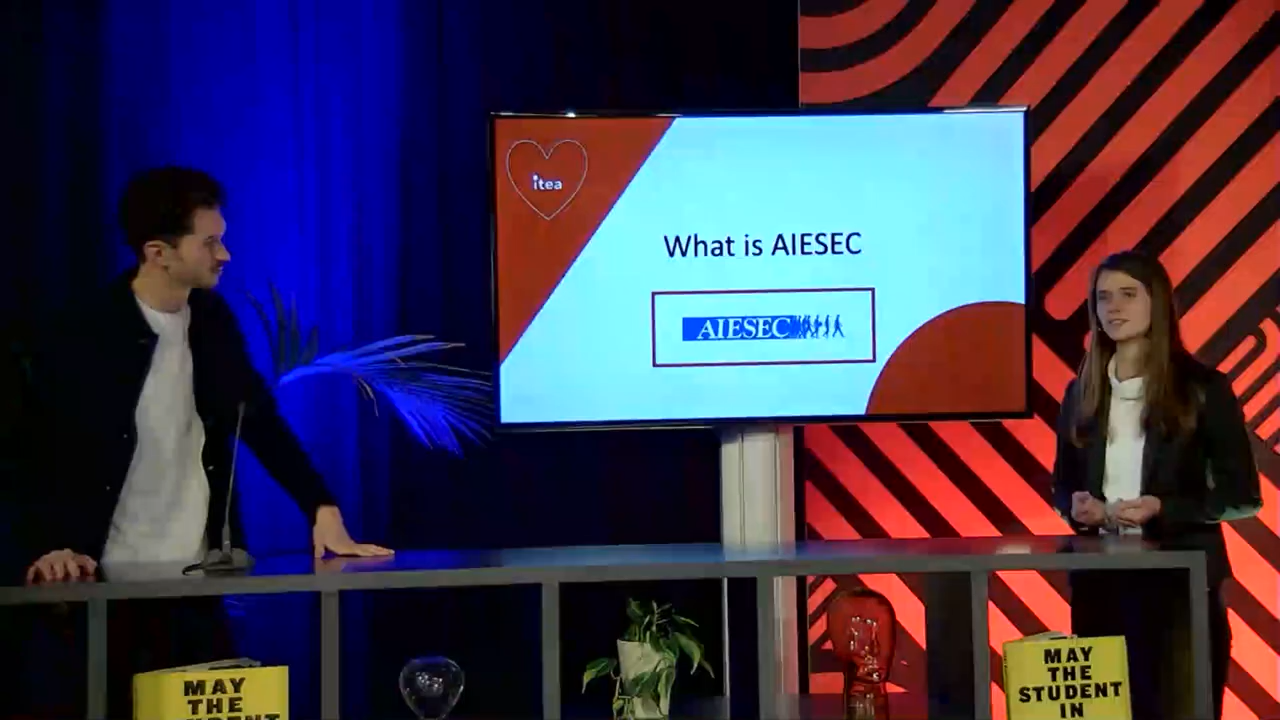 itea
What is AIESEC
AIESEC
MAY
THE
MAY
THE
STUDENT
IN